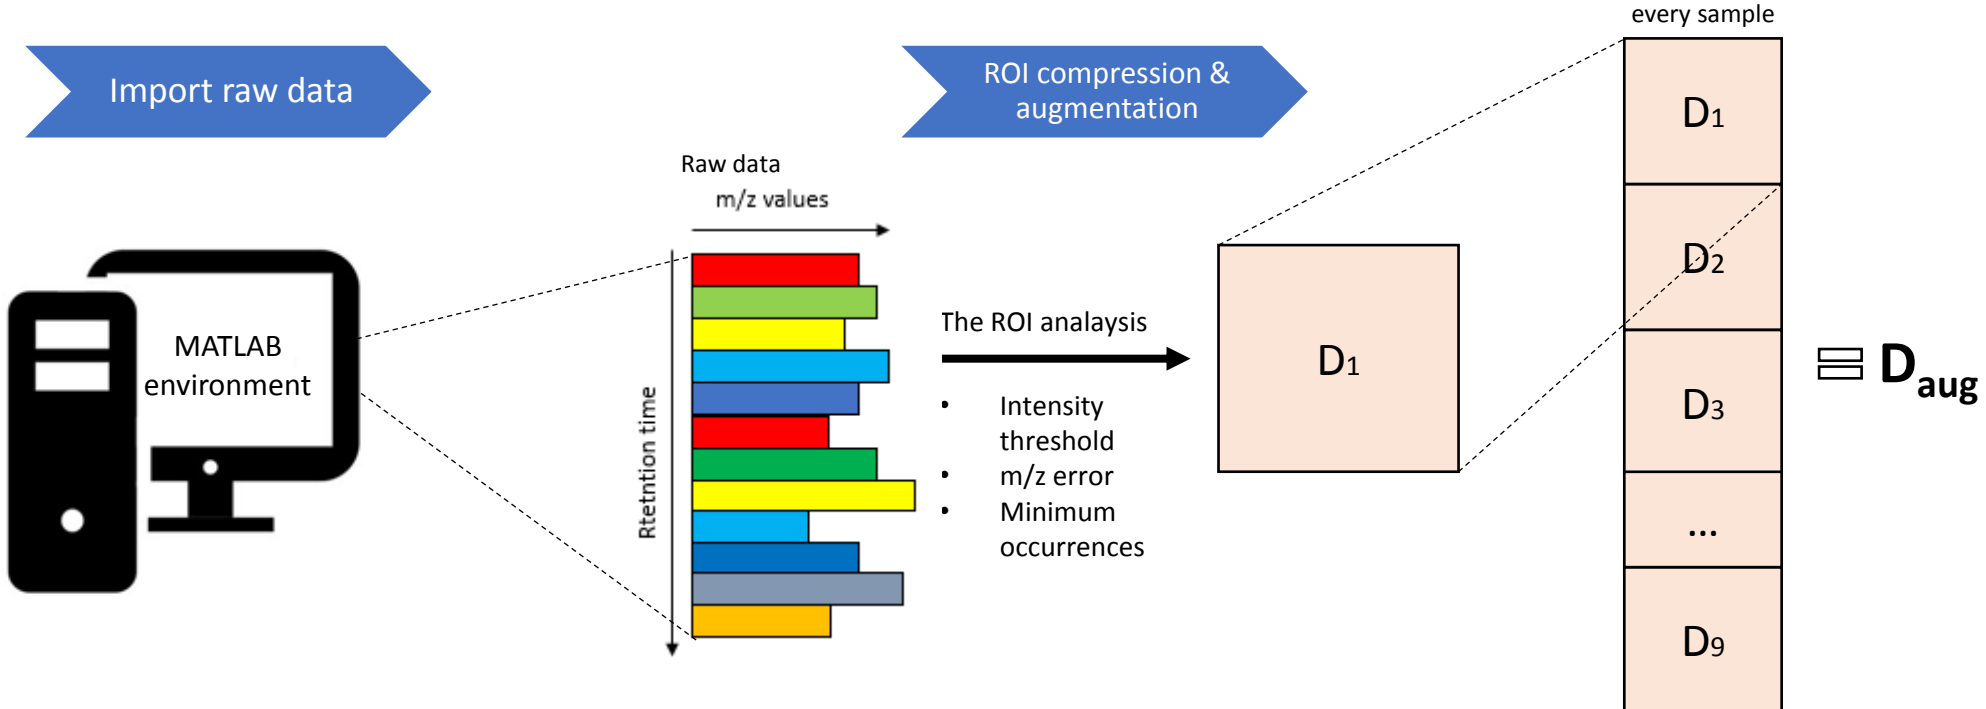 every sample
Import raw data
ROI compression &
augmentation
Raw data
m/z values
Rtetntion time
MATLAB
environment
The ROI analaysis
• Intensity
threshold
• m/z error
• Minimum
occurrences
D1
D1
D2
D3
...
D9
= Daug